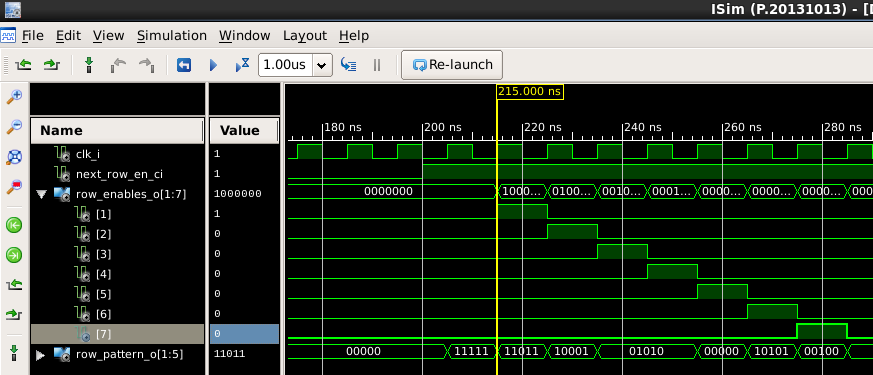 ISim (P.20131013) - [
File Edit View Simulation Window Layout Help
1.00us Re-launch
215.000 ns
Name Value 180 ns 200 ns 220 ns 240 ns 260 ns 280 ns
clk_i 1
next_row_en_ci 1
row_enables_o[1:7] 1000000 0000000 1000... 0100... 0010... 0001... 0000... 0000... 0000... 000
[1] 1
[2] 0
[3] 0
[4] 0
[5] 0
[6] 0
[7] 0
row_pattern_o[1:5] 11011 00000 11111 11011 10001 01010 00000 10101 00100